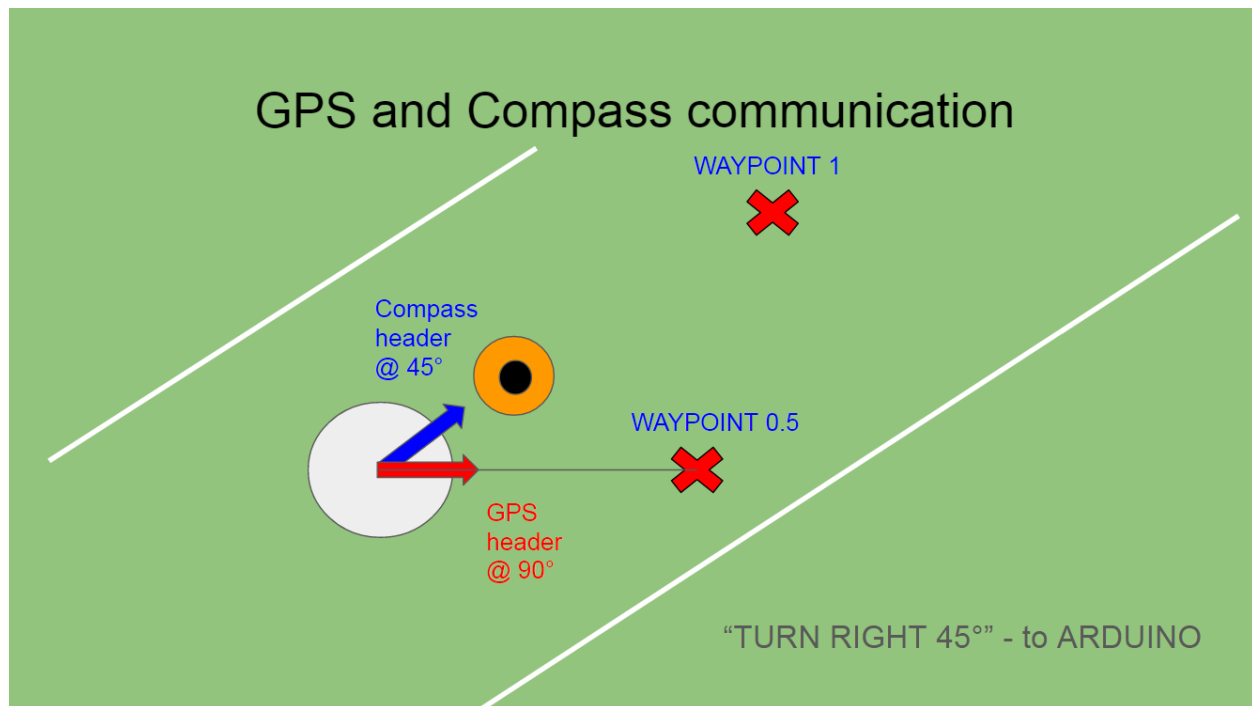 GPS and Compass communication
WAYPOINT 1
Compass
header
@ 45°
WAYPOINT 0.5
GPS
header
@ 90°
“TURN RIGHT 45°” - to ARDUINO